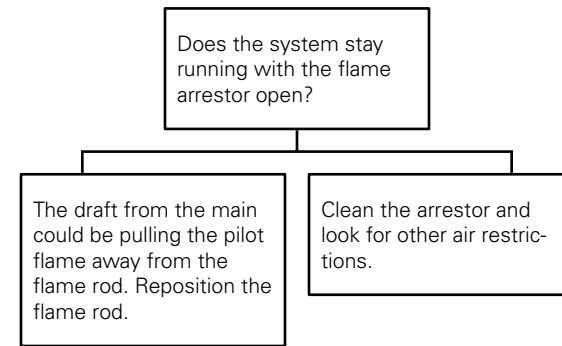 Does the system stay
running with the flame
arrestor open?
The draft from the main
could be pulling the pilot
flame away from the
flame rod. Reposition the
flame rod.
Clean the arrestor and
look for other air restric-
tions.